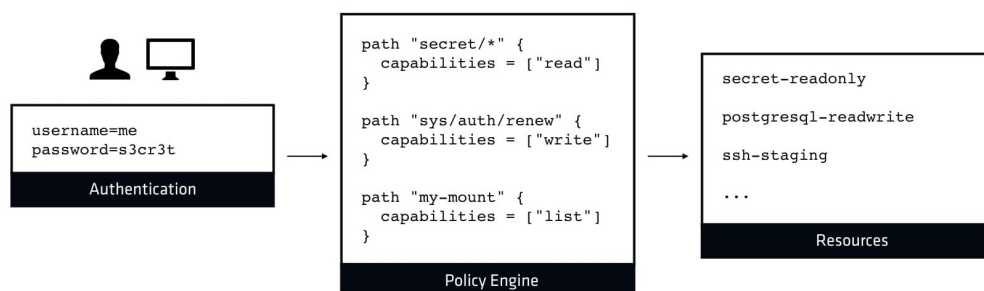 username=me
password=s3cr3t
Authentication
path "secret/*" {
  capabilities = ["read"]
}
path "sys/auth/renew" {
  capabilities = ["write"]
}
path "my-mount" {
  capabilities = ["list"]
}
Policy Engine
secret-readonly
postgresql-readwrite
ssh-staging
...
Resources